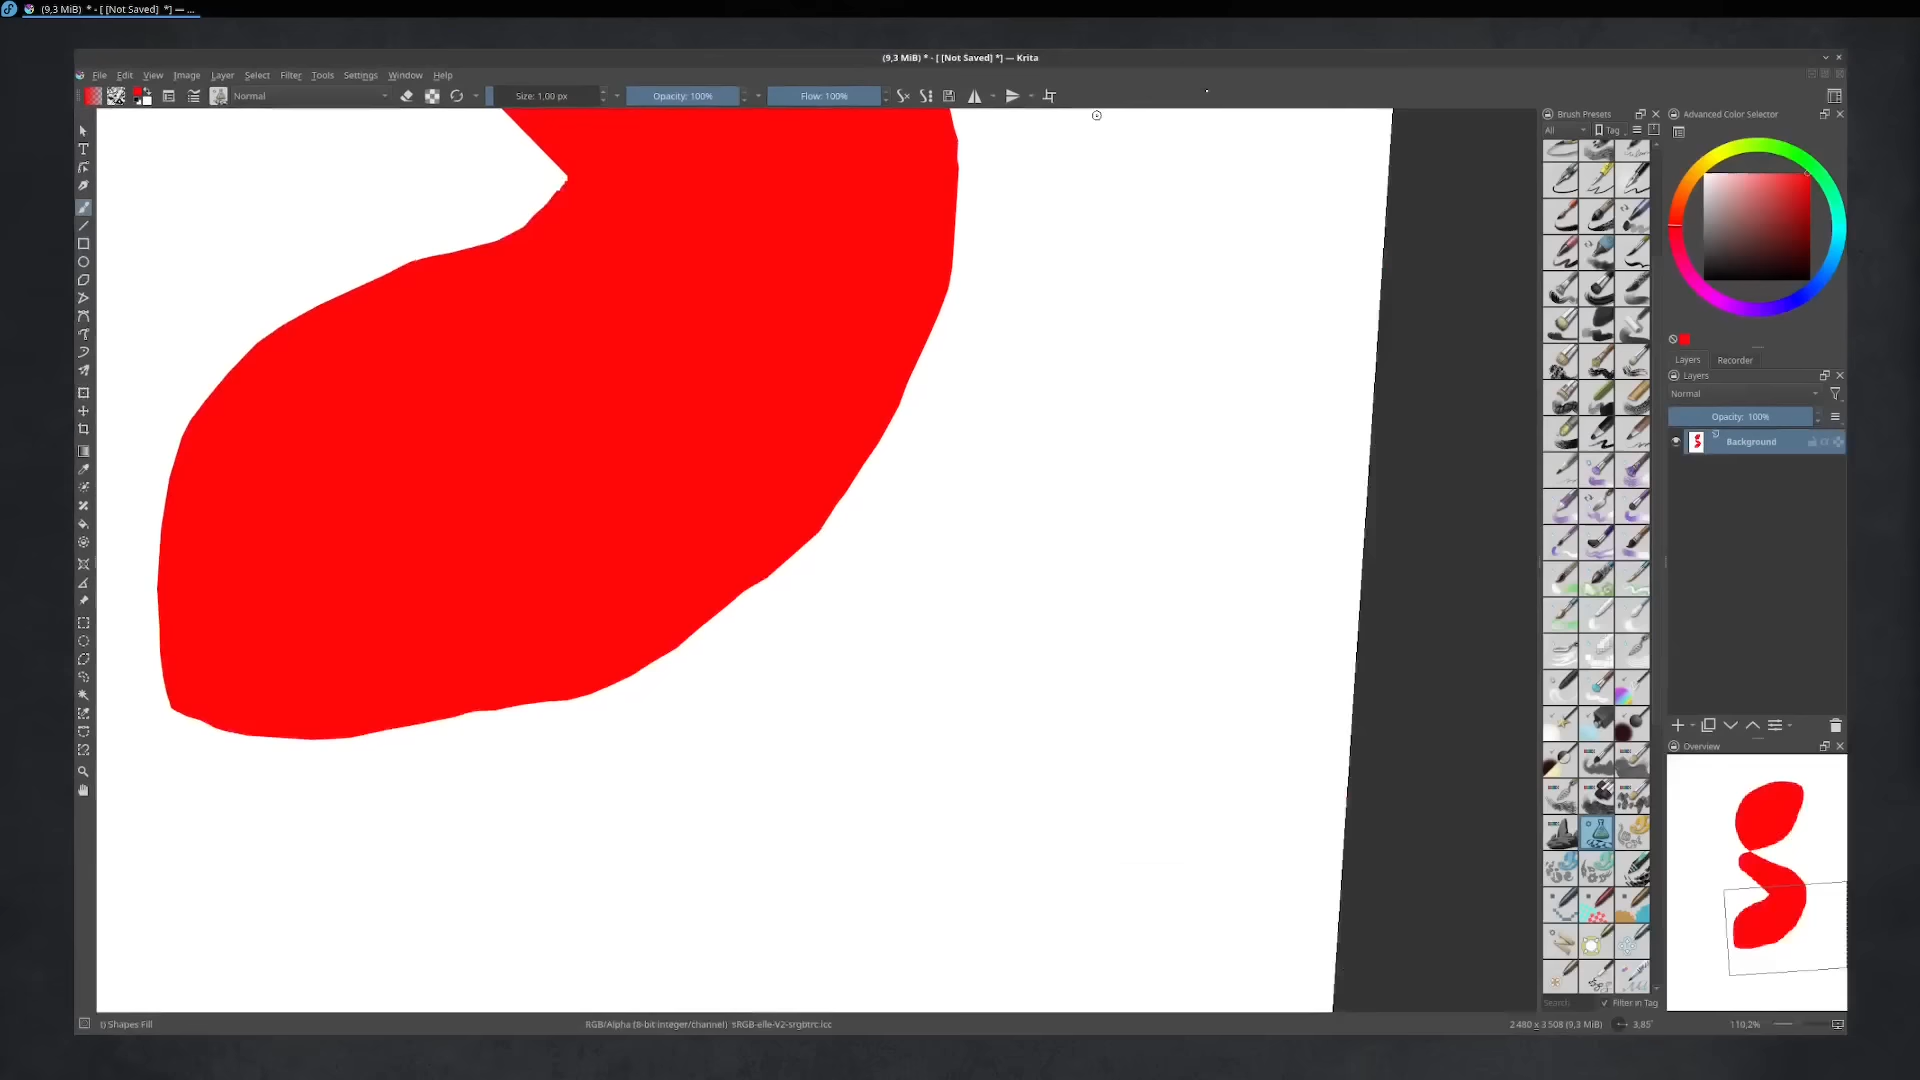 (9,3 MiB) * - [ [Not Saved] *] — ...
(9,3 MiB) * - [ [Not Saved] *] — Krita
File Edit View Image Layer Select Filter Tools Settings Window Help
Normal Size: 1,00 px Opacity: 100% Flow: 100%
Brush Presets
All Tag
Search
Filter in Tag
Advanced Color Selector
Layers Recorder
Layers
Normal
Opacity: 100%
Background
Overview
t) Shapes Fill
RGB/Alpha (8-bit integer/channel) sRGB-elle-V2-srgbtrc.icc
2 480 x 3 508 (9,3 MiB)
3,85°
110,2%